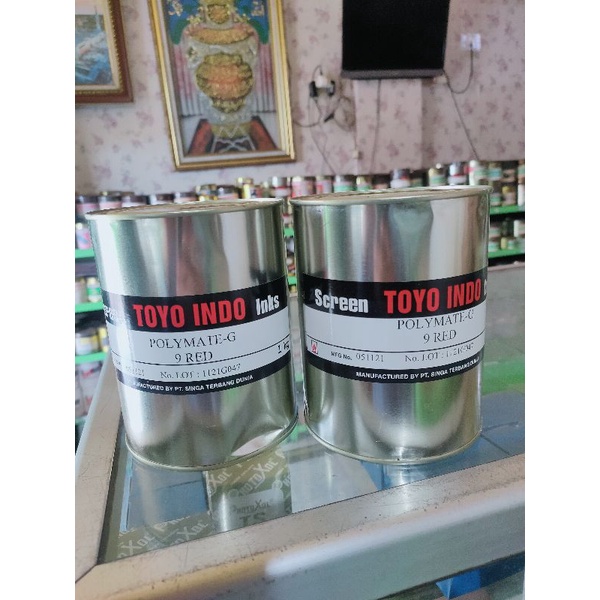 TOYO INDO Inks
POLYMATE-G
9 RED
1 kg
No. LOT : 1121G047
MANUFACTURED BY PT. SINGA TERBANG DUNIA
Screen TOYO INDO
POLYMATE-G
9 RED
MFG No. 051121 No. LOT : 1121G047
MANUFACTURED BY PT. SINGA TERBANG DUNIA